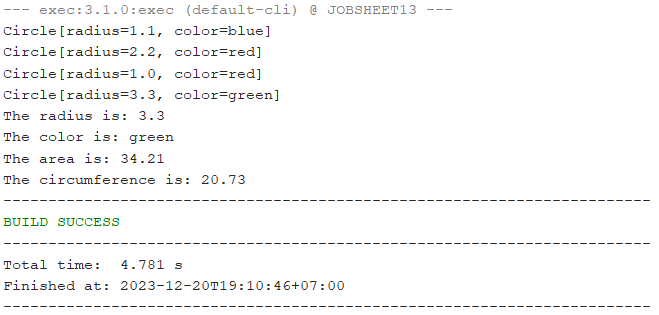 --- exec:3.1.0:exec (default-cli) @ JOBSHEET13 ---
Circle[radius=1.1, color=blue]
Circle[radius=2.2, color=red]
Circle[radius=1.0, color=red]
Circle[radius=3.3, color=green]
The radius is: 3.3
The color is: green
The area is: 34.21
The circumference is: 20.73
------------------------------------------------------------------------
BUILD SUCCESS
------------------------------------------------------------------------
Total time:  4.781 s
Finished at: 2023-12-20T19:10:46+07:00
------------------------------------------------------------------------